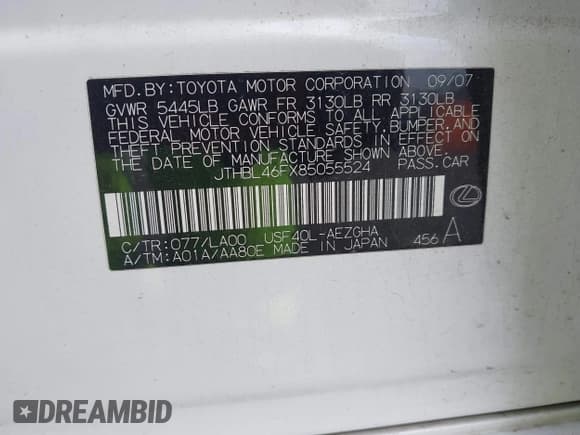 MFD.BY:TOYOTA MOTOR CORPORATION 09/07
GVWR 5445LB GAWR FR 3130LB RR 3130LB
THIS VEHICLE CONFORMS TO ALL APPLICABLE
FEDERAL MOTOR VEHICLE SAFETY,BUMPER,AND
THEFT PREVENTION STANDARDS IN EFFECT ON
THE DATE OF MANUFACTURE SHOWN ABOVE.
JTHBL46FX85055524 PASS.CAR
C/TR:077/LA00 USF40L-AEZGHA
A/TM:A01A/AA80E MADE IN JAPAN 456 A
DREAMBID